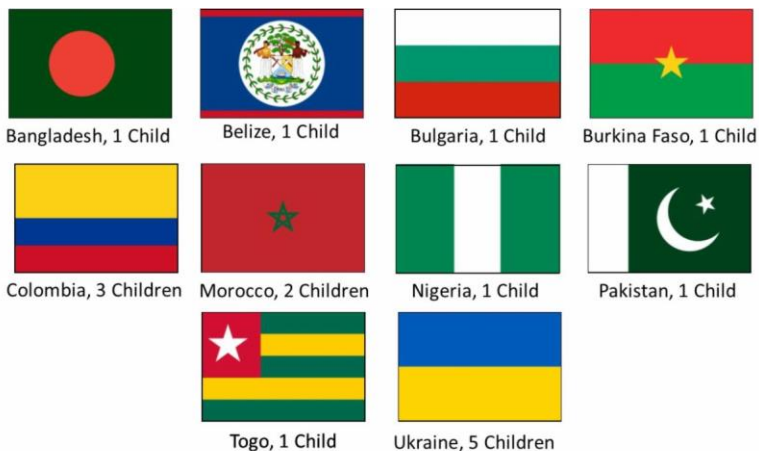 Bangladesh, 1 Child
Belize, 1 Child
Bulgaria, 1 Child
Burkina Faso, 1 Child
Colombia, 3 Children
Morocco, 2 Children
Nigeria, 1 Child
Pakistan, 1 Child
Togo, 1 Child
Ukraine, 5 Children